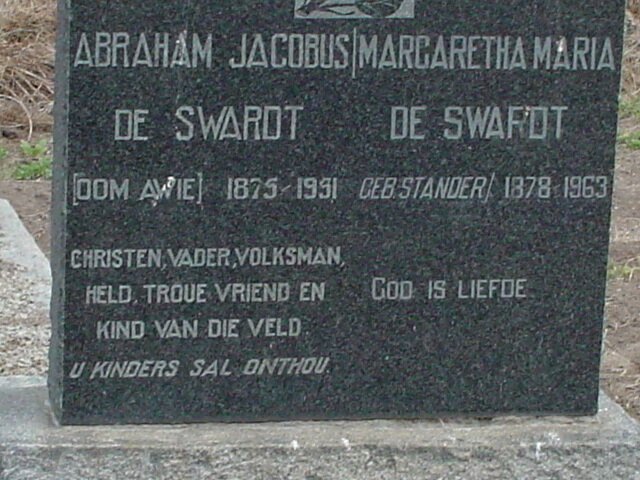 ABRAHAM JACOBUS
DE SWARDT
[OOM AWIE] 1875-1931
CHRISTEN, VADER, VOLKSMAN,
HELD, TROUE VRIEND EN
KIND VAN DIE VELD
U KINDERS SAL ONTHOU.
MARGARETHA MARIA
DE SWARDT
GEB. STANDER/ 1878-1963
GOD IS LIEFDE